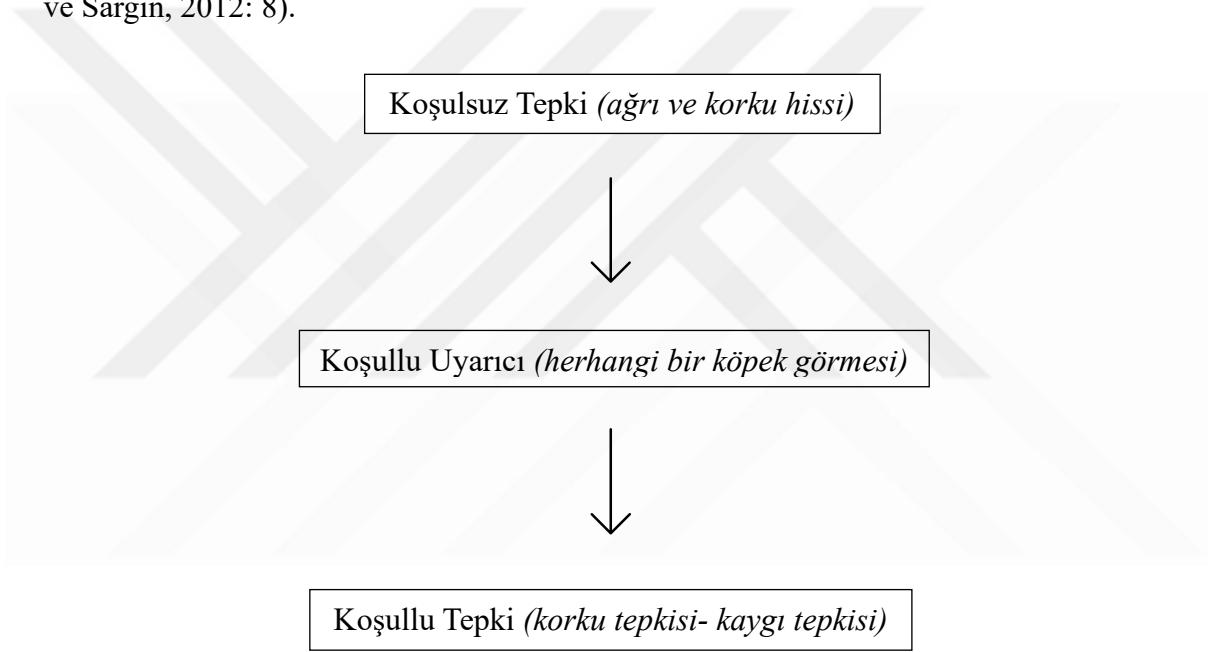 ve Sargın, 2012: 8).
Koşulsuz Tepki (ağrı ve korku hissi)
Koşullu Uyarıcı (herhangi bir köpek görmesi)
Koşullu Tepki (korku tepkisi- kaygı tepkisi)